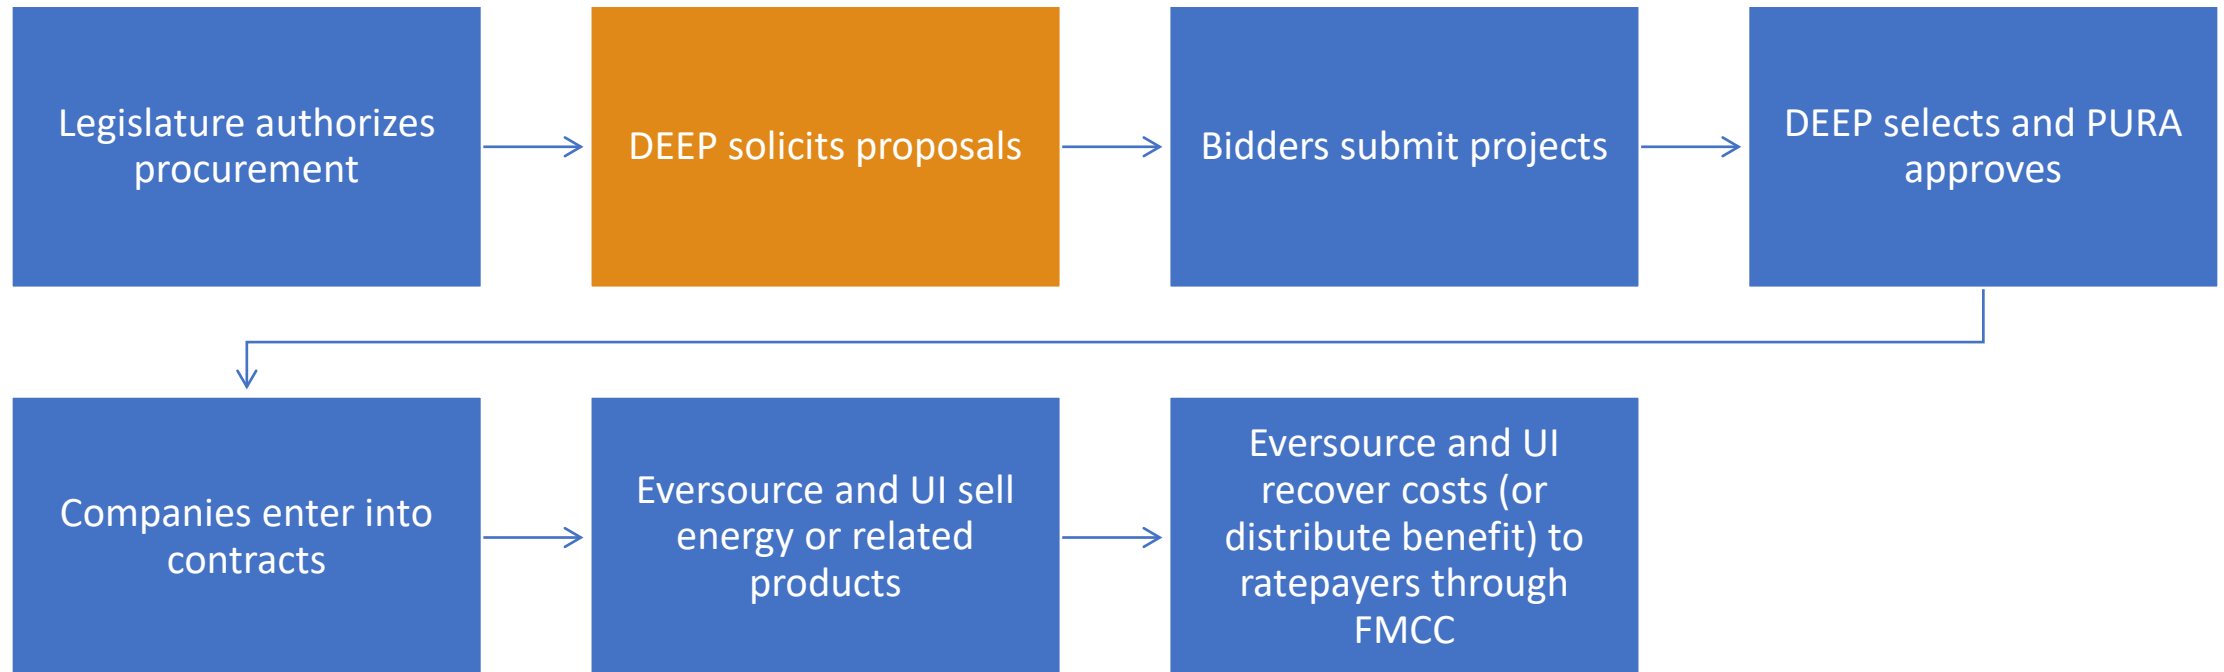 Legislature authorizes
procurement
DEEP solicits proposals
Bidders submit projects
DEEP selects and PURA
approves
Companies enter into
contracts
Eversource and UI sell
energy or related
products
Eversource and UI
recover costs (or
distribute benefit) to
ratepayers through
FMCC